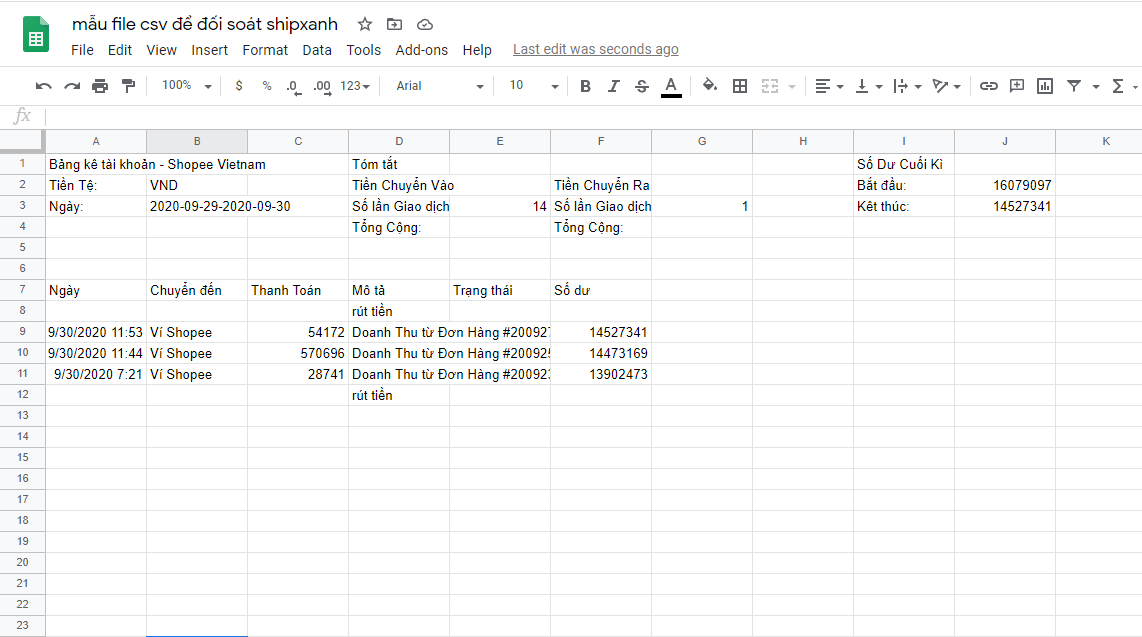 mẫu file csv để đối soát shipxanh
File Edit View Insert Format Data Tools Add-ons Help Last edit was seconds ago
100% $ % .0 .00 123 Arial 10 B I S A
fx
A B C D E F G H I J K
1 Bảng kê tài khoản - Shopee Vietnam Tóm tắt Số Dư Cuối Kì
2 Tiền Tệ: VND Tiền Chuyển Vào Tiền Chuyển Ra Bắt đầu: 16079097
3 Ngày: 2020-09-29-2020-09-30 Số lần Giao dịch 14 Số lần Giao dịch 1 Kết thúc: 14527341
4 Tổng Cộng: Tổng Cộng:
5
6
7 Ngày Chuyển đến Thanh Toán Mô tả Trạng thái Số dư
8 rút tiền
9 9/30/2020 11:53 Ví Shopee 54172 Doanh Thu từ Đơn Hàng #200927 14527341
10 9/30/2020 11:44 Ví Shopee 570696 Doanh Thu từ Đơn Hàng #200925 14473169
11 9/30/2020 7:21 Ví Shopee 28741 Doanh Thu từ Đơn Hàng #200923 13902473
12 rút tiền
13
14
15
16
17
18
19
20
21
22
23